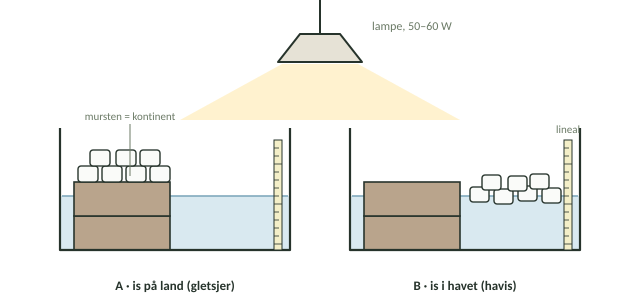 lampe, 50–60 W
mursten = kontinent
lineal
A · is på land (gletsjer)
B · is i havet (havis)